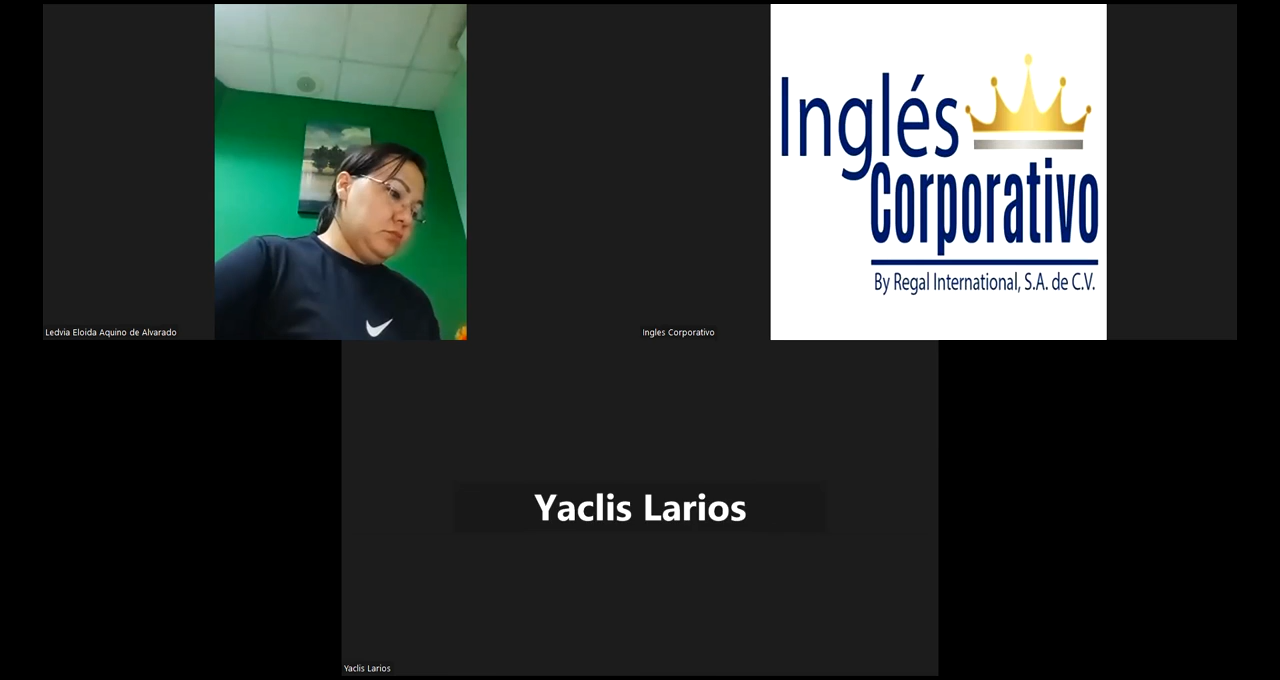 Inglés
Corporativo
By Regal International, S.A. de C.V.
Ledvia Eloida Aquino de Alvarado
Ingles Corporativo
Yaclis Larios
Yaclis Larios